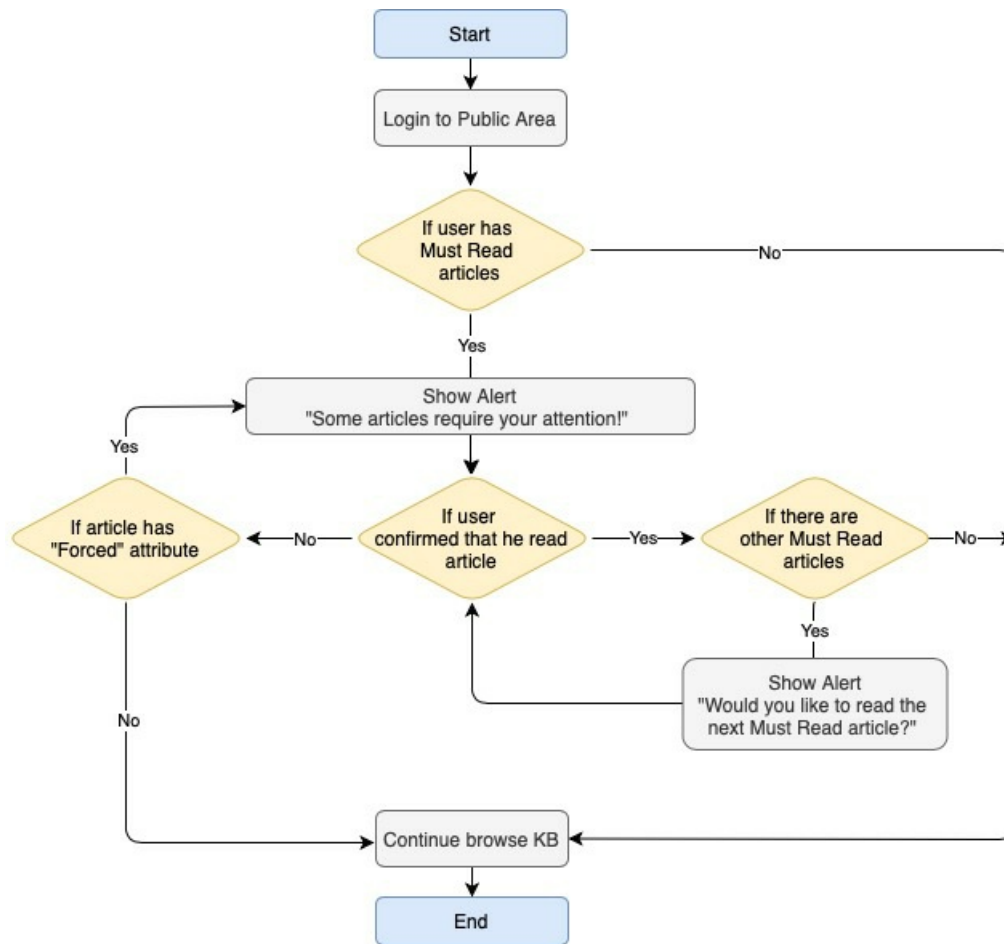 Start
Login to Public Area
If user has
Must Read
articles
No
Yes
Show Alert
"Some articles require your attention!"
Yes
If article has
"Forced" attribute
No
If user
confirmed that he read
article
Yes
If there are
other Must Read
articles
No
Yes
Show Alert
"Would you like to read the
next Must Read article?"
No
Continue browse KB
End